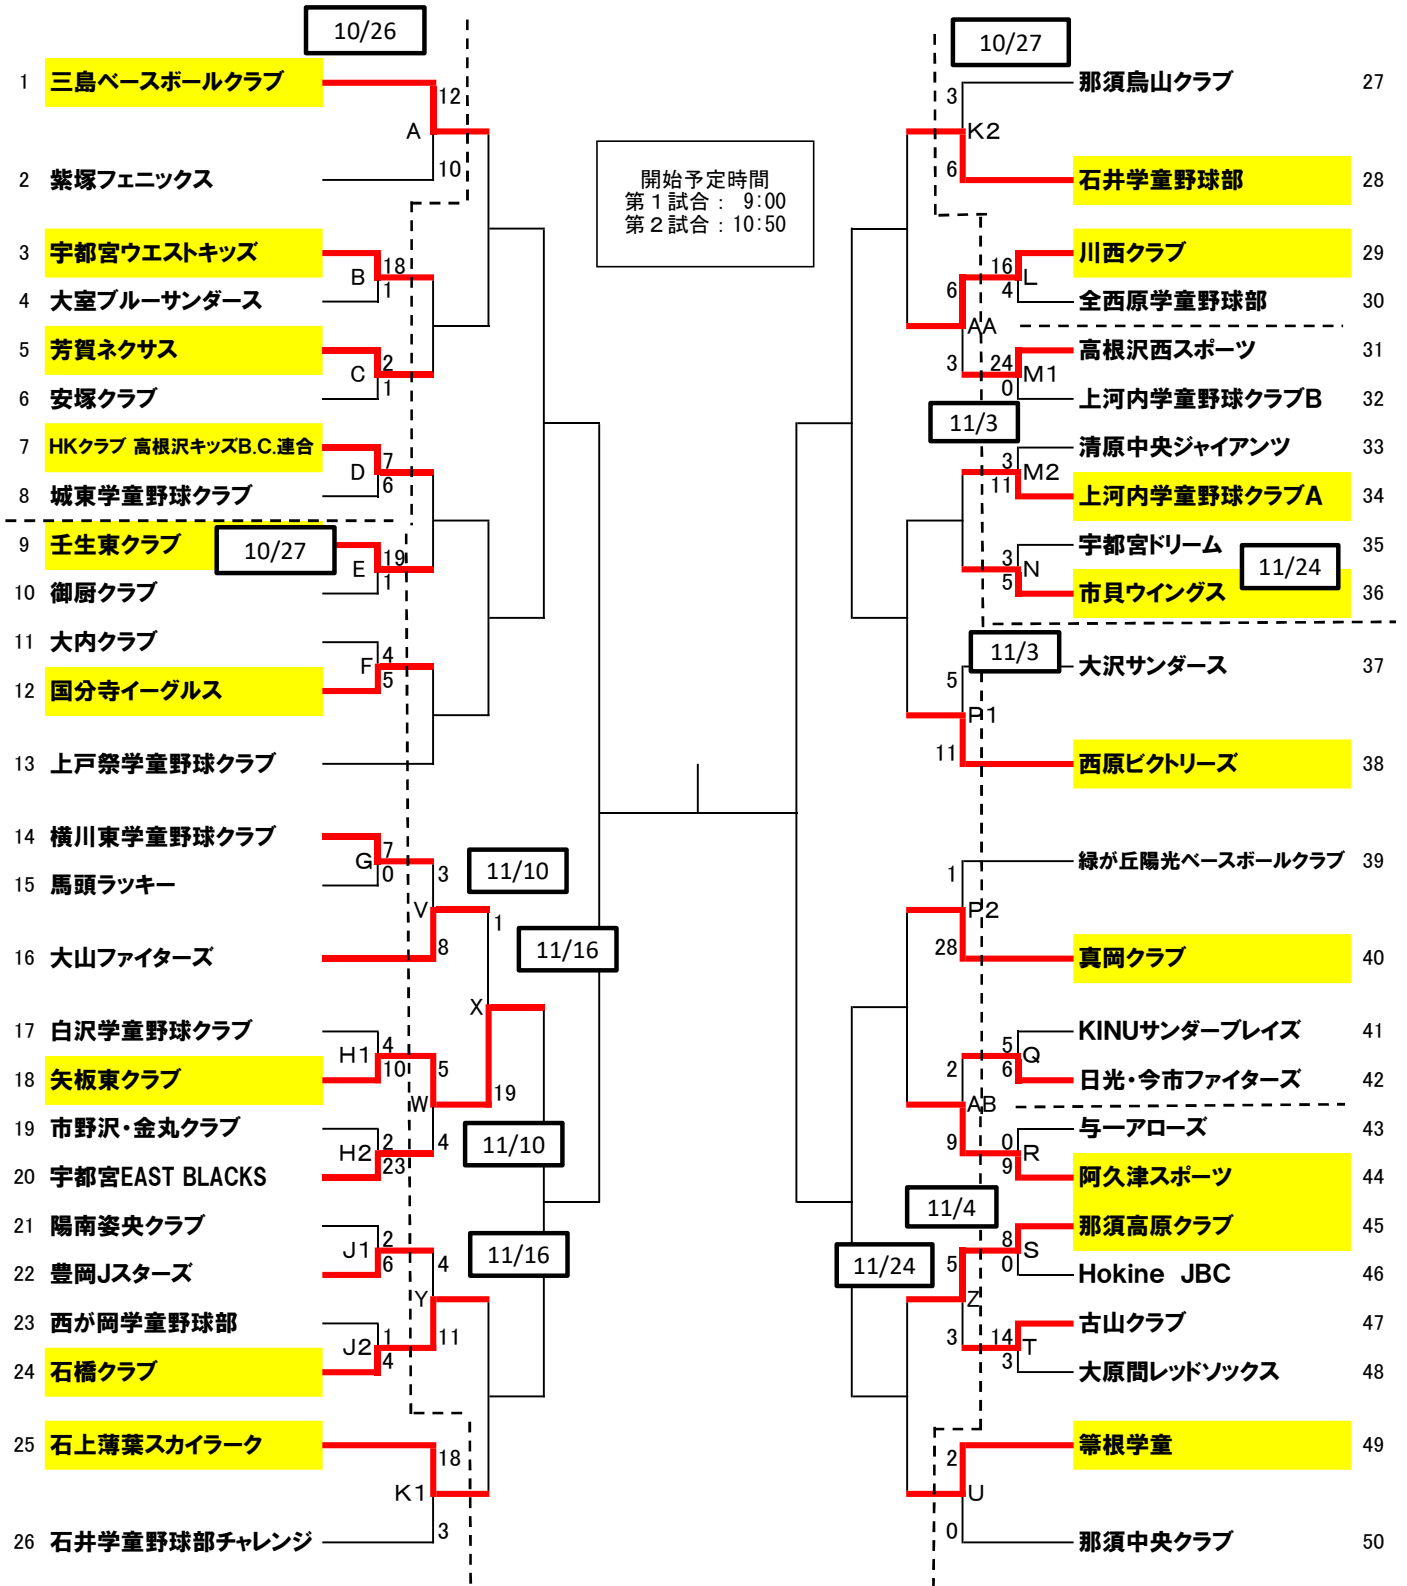 10/26
10/27
1 三島ベースボールクラブ
12
A
10
2 紫塚フェニックス
3 宇都宮ウエストキッズ
18
B
1
4 大室ブルーサンダース
5 芳賀ネクサス
2
C
1
6 安塚クラブ
7 HKクラブ 高根沢キッズB.C.連合
7
D
6
8 城東学童野球クラブ
9 壬生東クラブ
10/27
19
E
1
10 御厨クラブ
11 大内クラブ
4
F
5
12 国分寺イーグルス
13 上戸祭学童野球クラブ
14 横川東学童野球クラブ
7
G
0
15 馬頭ラッキー
3
V
8
16 大山ファイターズ
11/10
1
11/16
X
19
17 白沢学童野球クラブ
4
H1
10
18 矢板東クラブ
5
W
4
19 市野沢・金丸クラブ
2
H2
23
20 宇都宮EAST BLACKS
11/10
21 陽南姿央クラブ
2
J1
6
22 豊岡Jスターズ
11/16
4
Y
11
23 西が岡学童野球部
1
J2
4
24 石橋クラブ
25 石上薄葉スカイラーク
18
K1
3
26 石井学童野球部チャレンジ
開始予定時間
第1試合： 9:00
第2試合：10:50
那須烏山クラブ 27
3
K2
6
石井学童野球部 28
川西クラブ 29
16
L
4
全西原学童野球部 30
6
AA
3
高根沢西スポーツ 31
24
M1
0
上河内学童野球クラブB 32
11/3
清原中央ジャイアンツ 33
3
M2
11
上河内学童野球クラブA 34
宇都宮ドリーム 35
3
N
5
11/24
市貝ウイングス 36
11/3
大沢サンダース 37
5
P1
11
西原ビクトリーズ 38
緑が丘陽光ベースボールクラブ 39
1
P2
28
真岡クラブ 40
KINUサンダーブレイズ 41
5
Q
6
日光・今市ファイターズ 42
2
AB
9
与一アローズ 43
0
R
9
阿久津スポーツ 44
11/4
那須高原クラブ 45
8
S
0
Hokine JBC 46
11/24
5
Z
3
古山クラブ 47
14
T
3
大原間レッドソックス 48
箒根学童 49
2
U
0
那須中央クラブ 50